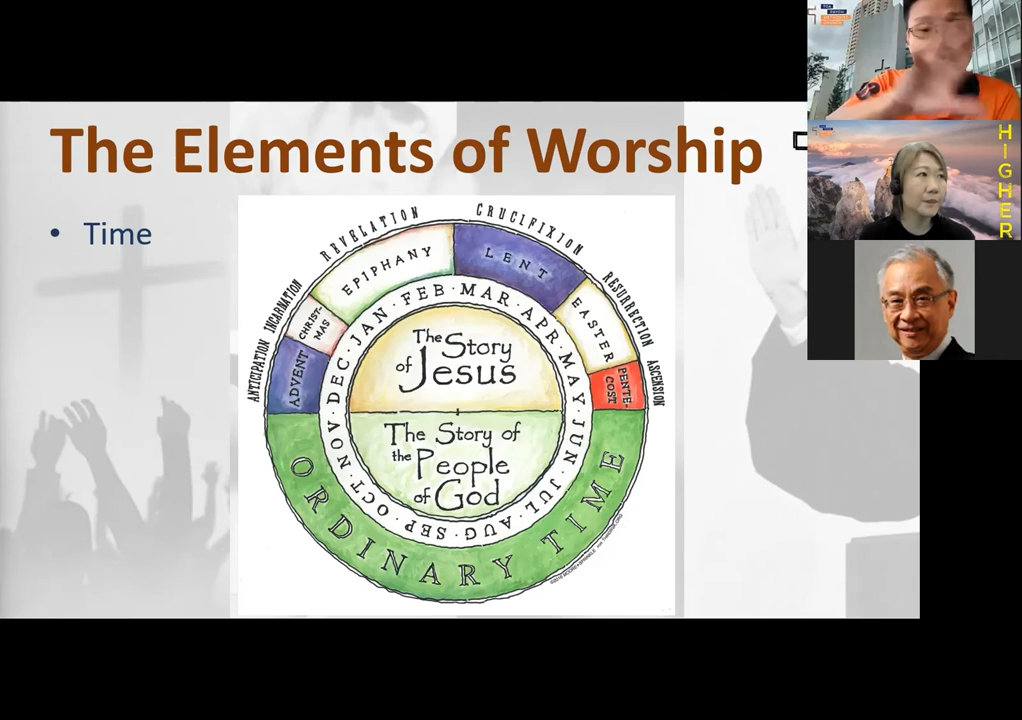 The Elements of Worship
• Time
ANTICIPATION
INCARNATION
REVELATION
CRUCIFIXION
RESURRECTION
ASCENSION
ADVENT
CHRIST-
MAS
EPIPHANY
LENT
EASTER
PENTE-
COST
ORDINARY TIME
NOV · DEC · JAN · FEB · MAR · APR · MAY · JUN · JUL · AUG · SEP · OCT
The Story
of Jesus
The Story of
the People
of God
HIGHER